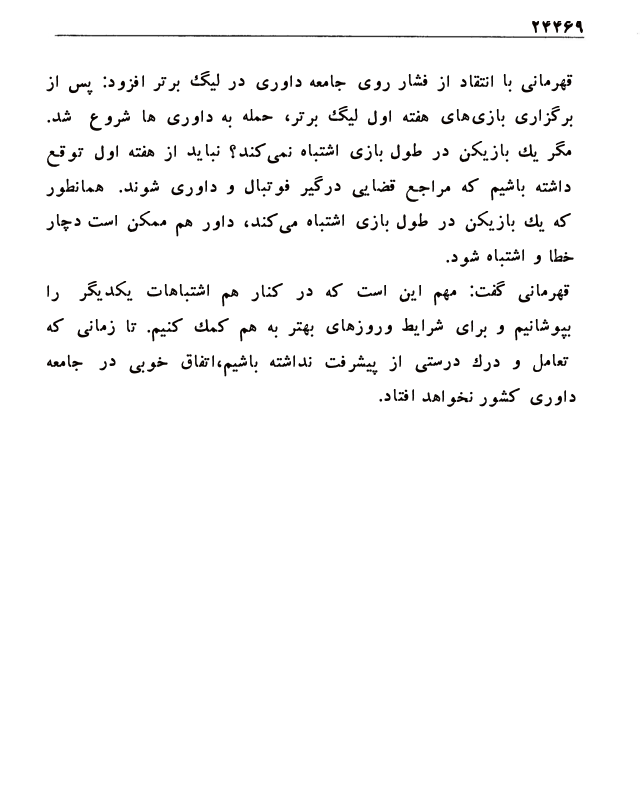 ۲۴۴۶۹
قهرمانی با انتقاد از فشار روی جامعه داوری در لیگ برتر افزود: پس از
برگزاری بازی‌های هفته اول لیگ برتر، حمله به داوری ها شروع شد.
مگر یك بازیکن در طول بازی اشتباه نمی‌کند؟ نباید از هفته اول توقع
داشته باشیم که مراجع قضایی درگیر فوتبال و داوری شوند. همانطور
که یك بازیکن در طول بازی اشتباه می‌کند، داور هم ممکن است دچار
خطا و اشتباه شود.
قهرمانی گفت: مهم این است که در کنار هم اشتباهات یکدیگر را
بپوشانیم و برای شرایط وروزهای بهتر به هم کمك کنیم. تا زمانی که
تعامل و درك درستی از پیشرفت نداشته باشیم،اتفاق خوبی در جامعه
داوری کشور نخواهد افتاد.